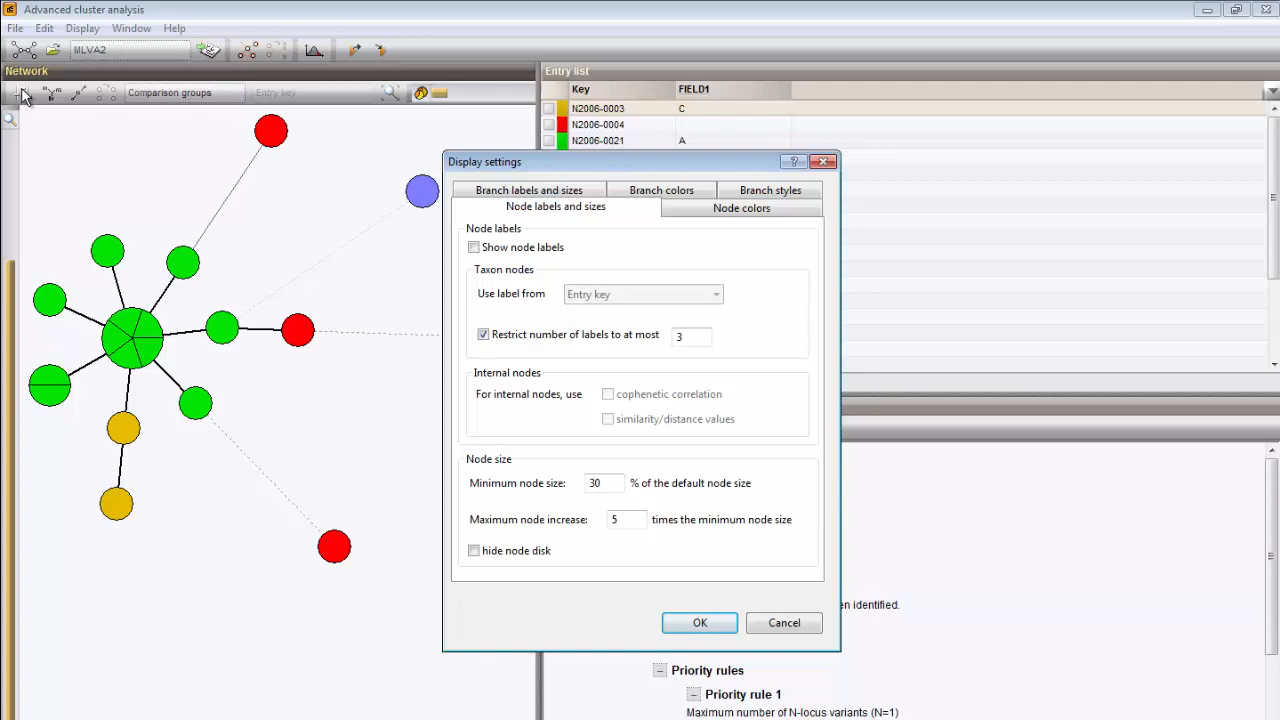 Advanced cluster analysis
File Edit Display Window Help
MLVA2
Network
Entry list
Comparison groups
Entry key
Key FIELD1
N2006-0003 C
N2006-0004
N2006-0021 A
Display settings
Branch labels and sizes Branch colors Branch styles
Node labels and sizes Node colors
Node labels
Show node labels
Taxon nodes
Use label from Entry key
Restrict number of labels to at most 3
Internal nodes
For internal nodes, use cophenetic correlation
similarity/distance values
Node size
Minimum node size: 30 % of the default node size
Maximum node increase: 5 times the minimum node size
hide node disk
OK Cancel
en identified.
Priority rules
Priority rule 1
Maximum number of N-locus variants (N=1)